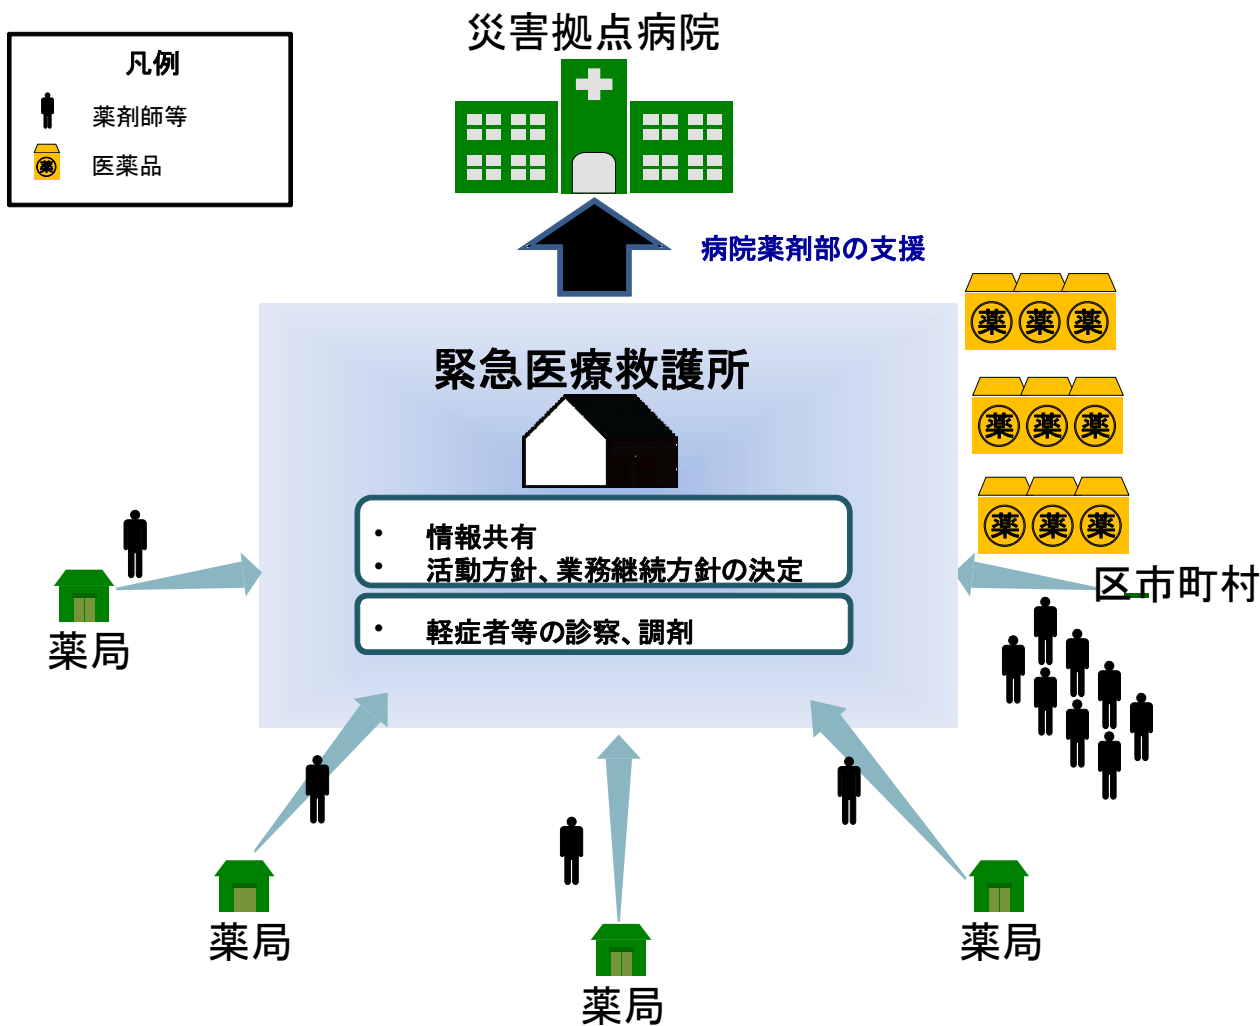 災害拠点病院
凡例
薬剤師等
薬
医薬品
病院薬剤部の支援
薬 薬 薬
緊急医療救護所
薬 薬 薬
薬 薬 薬
・ 情報共有
・ 活動方針、業務継続方針の決定
区市町村
・ 軽症者等の診察、調剤
薬局
薬局
薬局
薬局